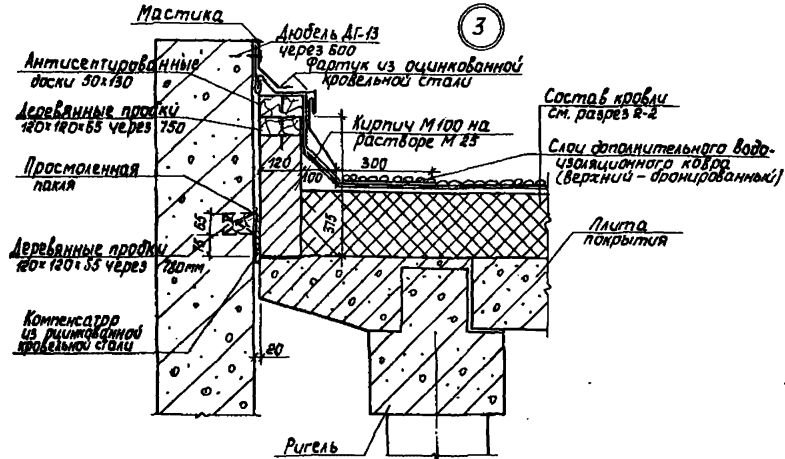 Мастика
3
Дюбель ДГ-13
через 600
Антисептированные
доски 50×130
Фартук из оцинкованной
кровельной стали
Деревянные пробки
120×120×65 через 750
Состав кровли
см. разрез 2-2
Кирпич М100 на
растворе М 25
Слои дополнительного водо-
изоляционного ковра
(верхний - бронированный)
Просмоленная
пакля
120
100
300
65
75
375
Плита
покрытия
Деревянные пробки
120×120×55 через 780мм
Компенсатор
из оцинкованной
кровельной стали
20
Ригель